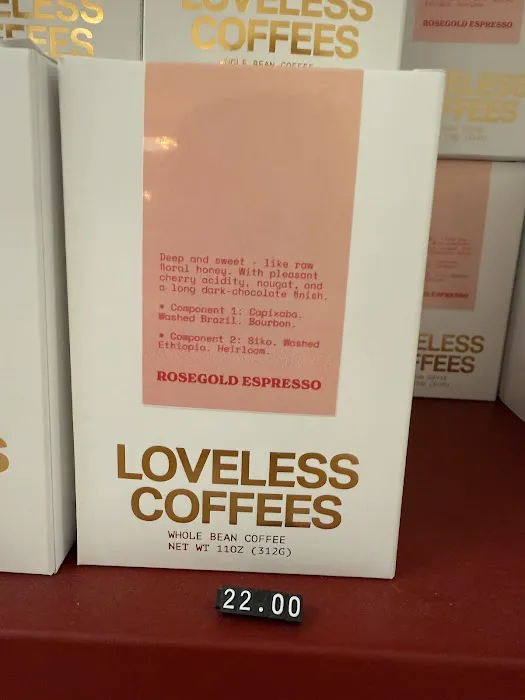 LOVELESS
COFFEES
ROSEGOLD ESPRESSO
Deep and sweet - like raw
floral honey. With pleasant
cherry acidity, nougat, and
a long dark-chocolate finish.
• Component 1: Capixaba.
Washed Brazil. Bourbon.
• Component 2: Siko. Washed
Ethiopia. Heirloom.
ROSEGOLD ESPRESSO
LOVELESS
COFFEES
WHOLE BEAN COFFEE
NET WT 11OZ (312G)
22.00